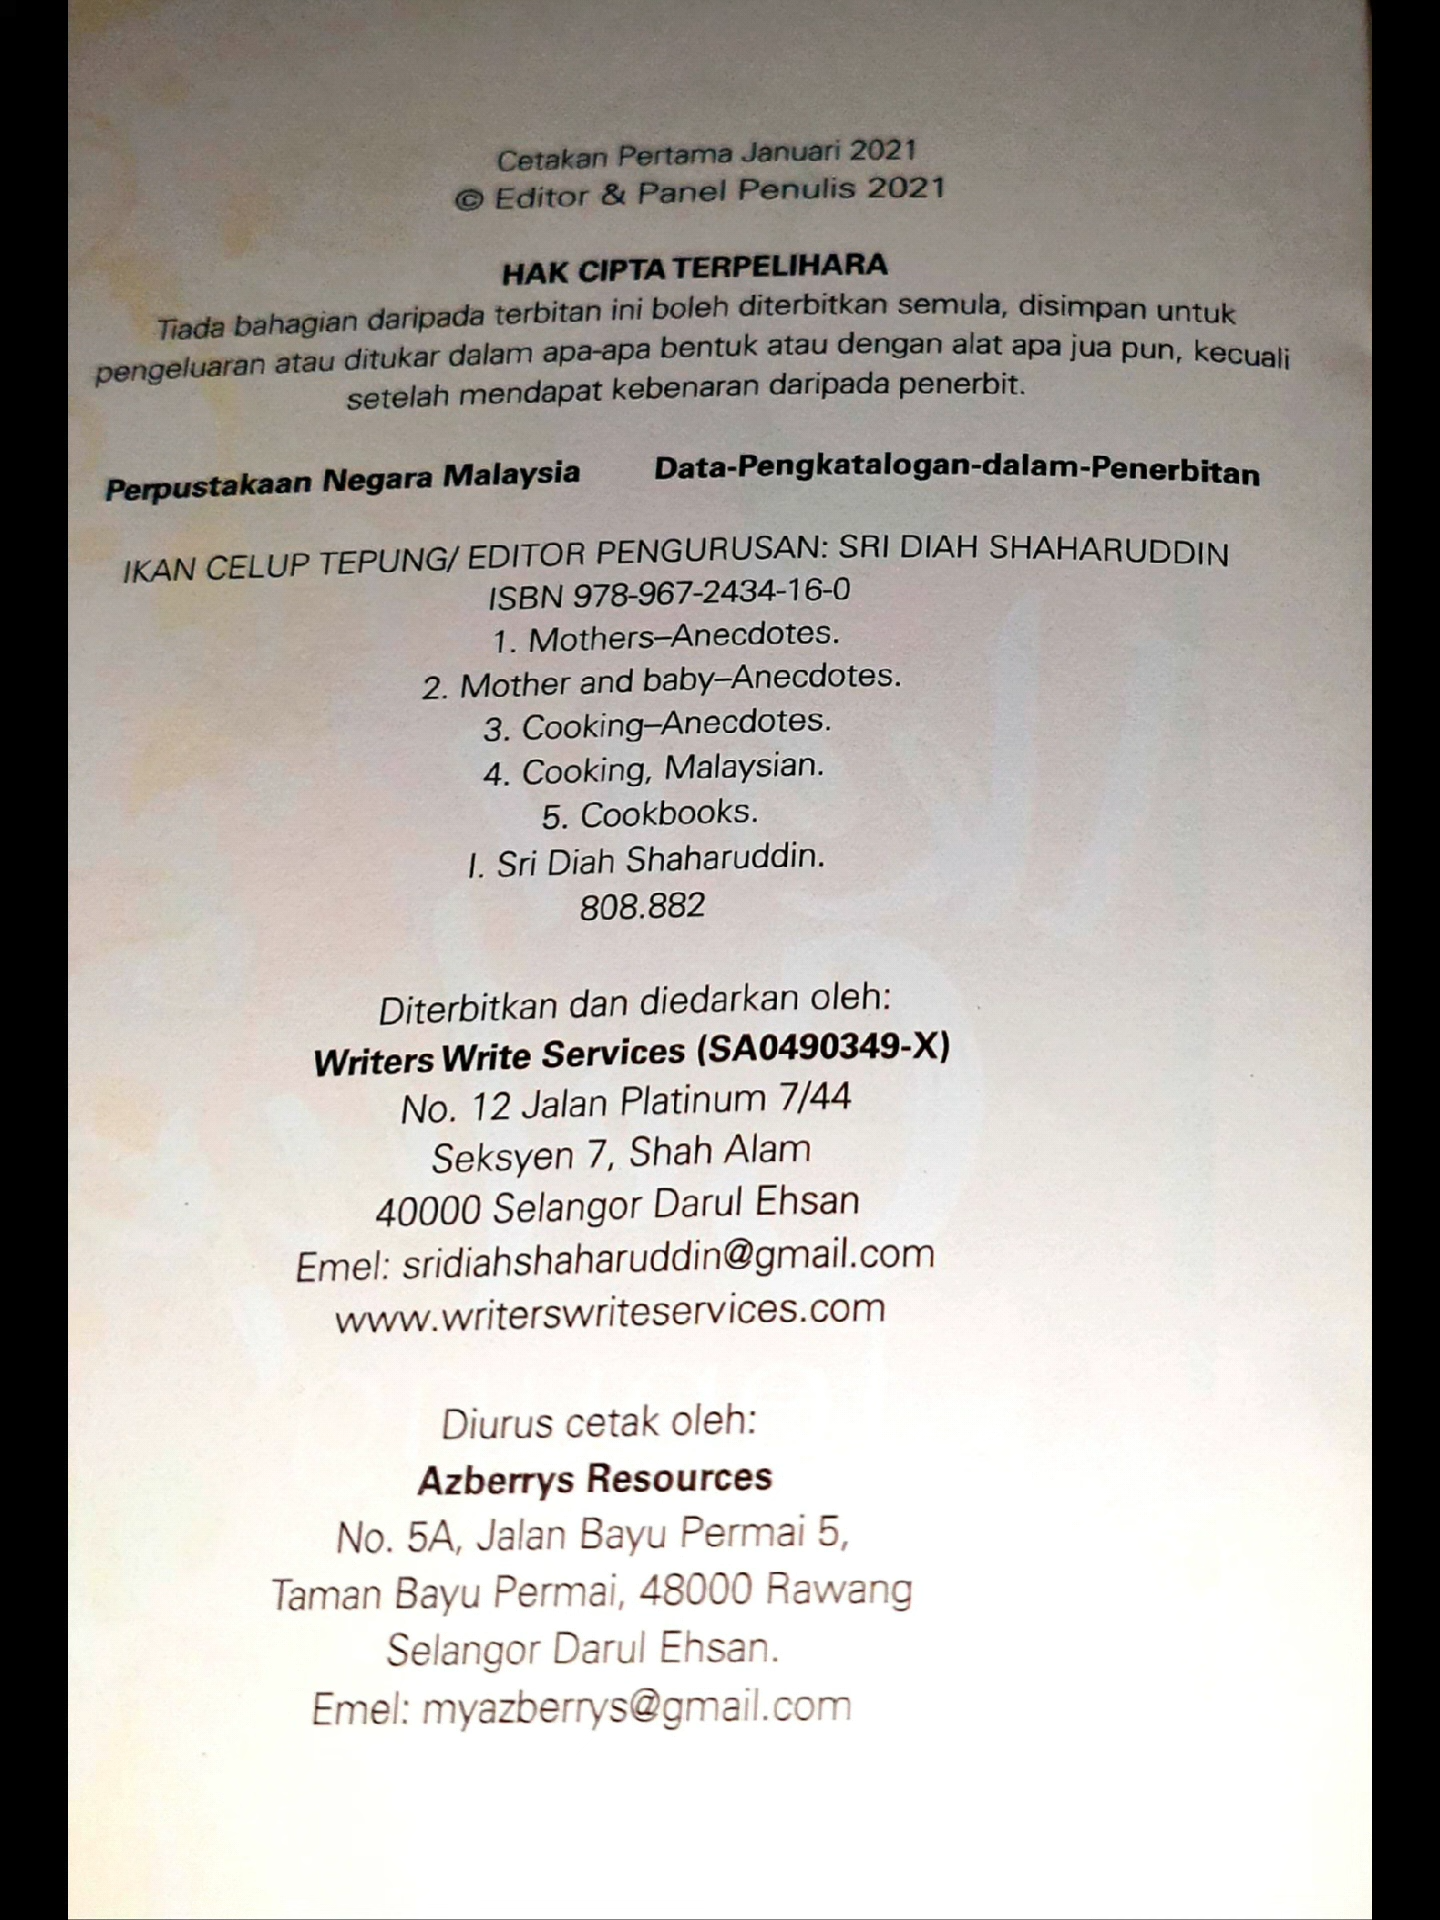 Cetakan Pertama Januari 2021
© Editor & Panel Penulis 2021
HAK CIPTA TERPELIHARA
Tiada bahagian daripada terbitan ini boleh diterbitkan semula, disimpan untuk
pengeluaran atau ditukar dalam apa-apa bentuk atau dengan alat apa jua pun, kecuali
setelah mendapat kebenaran daripada penerbit.
Perpustakaan Negara Malaysia Data-Pengkatalogan-dalam-Penerbitan
IKAN CELUP TEPUNG/ EDITOR PENGURUSAN: SRI DIAH SHAHARUDDIN
ISBN 978-967-2434-16-0
1. Mothers–Anecdotes.
2. Mother and baby–Anecdotes.
3. Cooking–Anecdotes.
4. Cooking, Malaysian.
5. Cookbooks.
I. Sri Diah Shaharuddin.
808.882
Diterbitkan dan diedarkan oleh:
Writers Write Services (SA0490349-X)
No. 12 Jalan Platinum 7/44
Seksyen 7, Shah Alam
40000 Selangor Darul Ehsan
Emel: sridiahshaharuddin@gmail.com
www.writerswriteservices.com
Diurus cetak oleh:
Azberrys Resources
No. 5A, Jalan Bayu Permai 5,
Taman Bayu Permai, 48000 Rawang
Selangor Darul Ehsan.
Emel: myazberrys@gmail.com